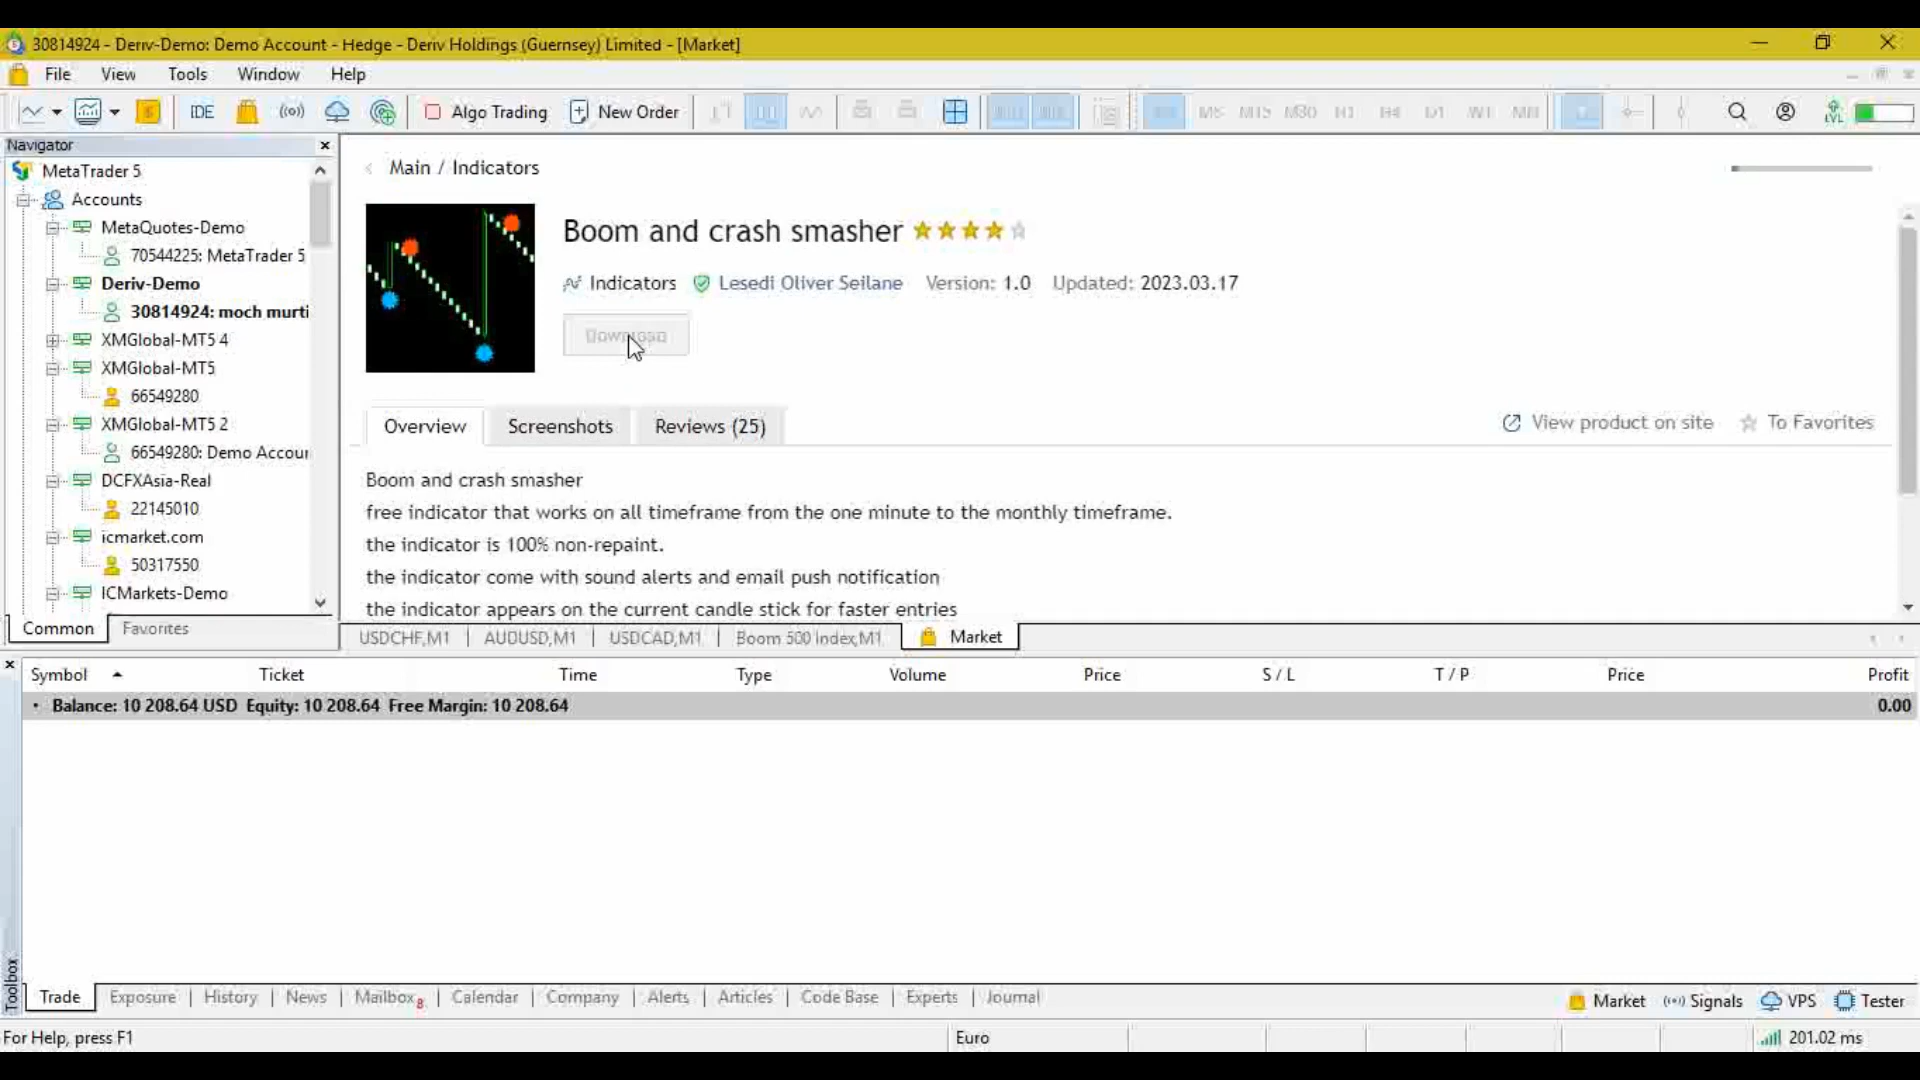 30814924 - Deriv-Demo: Demo Account - Hedge - Deriv Holdings (Guernsey) Limited - [Market]
File View Tools Window Help
IDE Algo Trading New Order M5 M15 M30 H1 H4 D1 W1 MN LVL
Navigator
MetaTrader 5
Accounts
MetaQuotes-Demo
70544225: MetaTrader 5
Deriv-Demo
30814924: moch murti
XMGlobal-MT5 4
XMGlobal-MT5
66549280
XMGlobal-MT5 2
66549280: Demo Accour
DCFXAsia-Real
22145010
icmarket.com
50317550
ICMarkets-Demo
Common Favorites
Main / Indicators
Boom and crash smasher
Indicators Lesedi Oliver Seilane Version: 1.0 Updated: 2023.03.17
Download
Overview Screenshots Reviews (25) View product on site To Favorites
Boom and crash smasher
free indicator that works on all timeframe from the one minute to the monthly timeframe.
the indicator is 100% non-repaint.
the indicator come with sound alerts and email push notification
the indicator appears on the current candle stick for faster entries
USDCHF,M1 AUDUSD,M1 USDCAD,M1 Boom 500 Index,M1 Market
Symbol Ticket Time Type Volume Price S / L T / P Price Profit
Balance: 10 208.64 USD Equity: 10 208.64 Free Margin: 10 208.64 0.00
Toolbox
Trade Exposure History News Mailbox 8 Calendar Company Alerts Articles Code Base Experts Journal Market Signals VPS Tester
For Help, press F1 Euro 201.02 ms